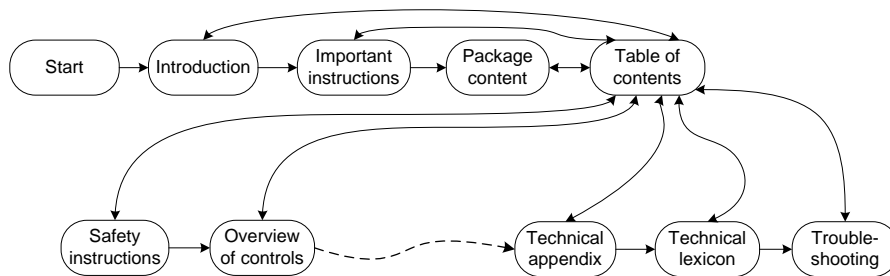 Start
Introduction
Important
instructions
Package
content
Table of
contents
Safety
instructions
Overview
of controls
Technical
appendix
Technical
lexicon
Trouble-
shooting